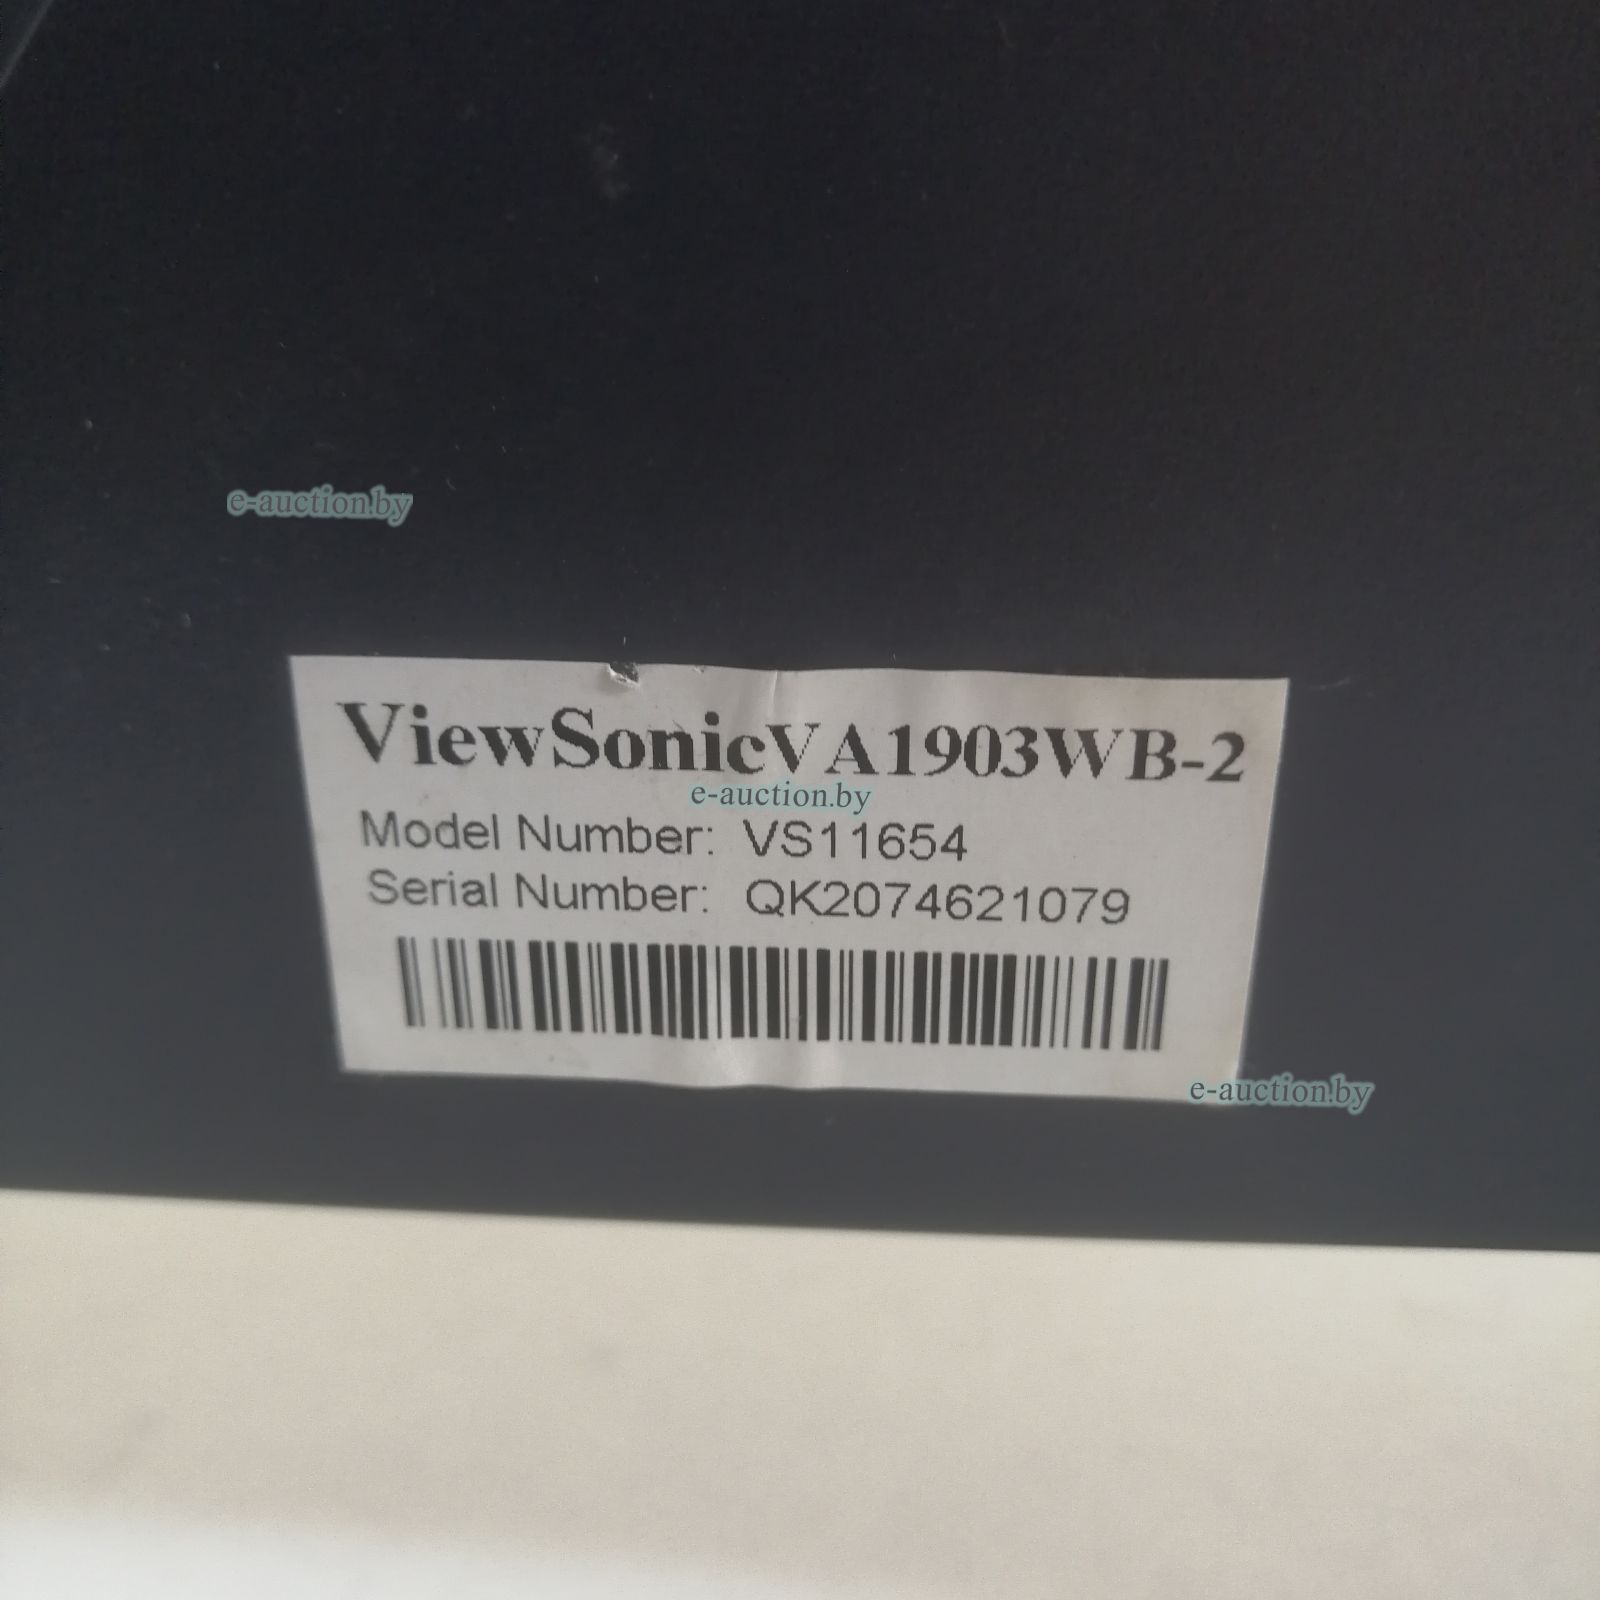 e-auction.by
ViewSonicVA1903WB-2
e-auction.by
Model Number: VS11654
Serial Number: QK2074621079
e-auction.by